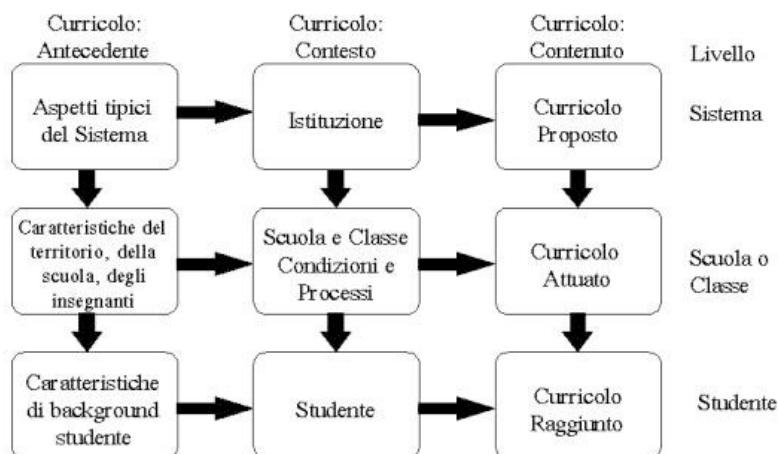 Curricolo:
Antecedente
Curricolo:
Contesto
Curricolo:
Contenuto
Livello
Aspetti tipici
del Sistema
Istituzione
Curricolo
Proposto
Sistema
Caratteristiche del
territorio, della
scuola, degli
insegnanti
Scuola e Classe
Condizioni e
Processi
Curricolo
Attuato
Scuola o
Classe
Caratteristiche
di background
studente
Studente
Curricolo
Raggiunto
Studente